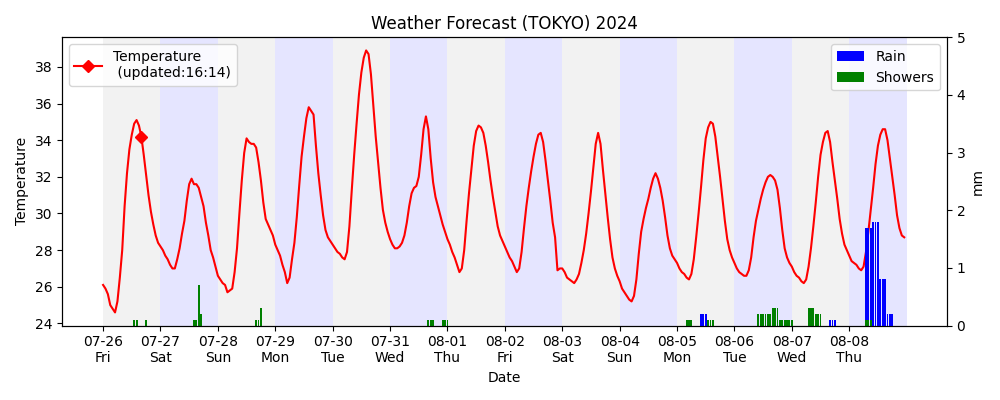 Weather Forecast (TOKYO) 2024
Temperature
(updated:16:14)
Rain
Showers
Temperature
38
36
34
32
30
28
26
24
5
4
3
2
1
0
mm
07-26 07-27 07-28 07-29 07-30 07-31 08-01 08-02 08-03 08-04 08-05 08-06 08-07 08-08
Fri Sat Sun Mon Tue Wed Thu Fri Sat Sun Mon Tue Wed Thu
Date